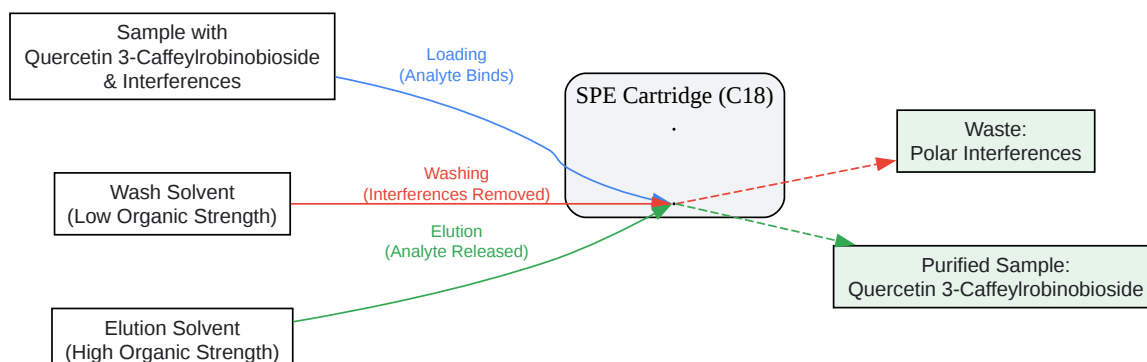 Sample with
Quercetin 3-Caffeylrobinobioside
& Interferences
Loading
(Analyte Binds)
SPE Cartridge (C18)
Waste:
Polar Interferences
Wash Solvent
(Low Organic Strength)
Washing
(Interferences Removed)
Elution
(Analyte Released)
Purified Sample:
Quercetin 3-Caffeylrobinobioside
Elution Solvent
(High Organic Strength)